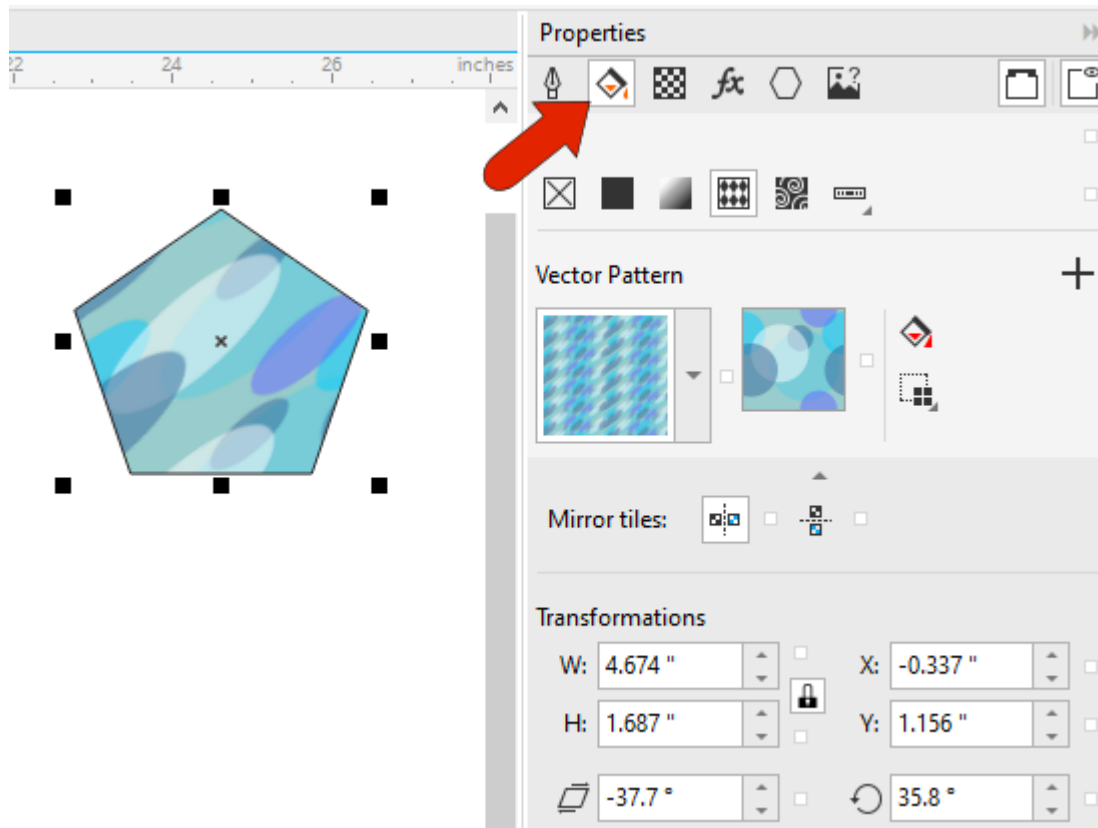 Properties
22 24 26 inches
fx
Vector Pattern
Mirror tiles:
Transformations
W: 4.674 " X: -0.337 "
H: 1.687 " Y: 1.156 "
-37.7 ° 35.8 °